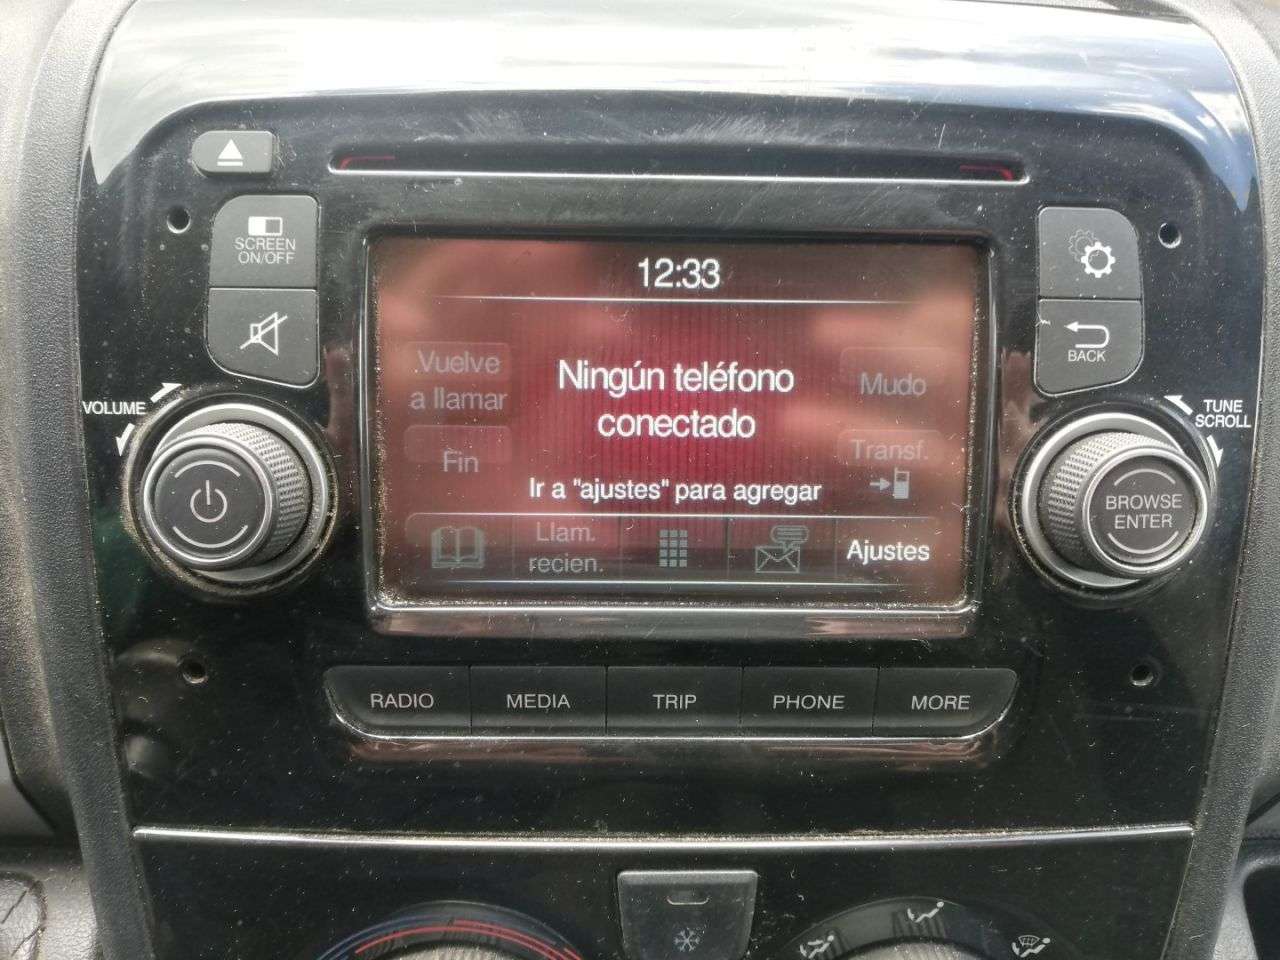 SCREEN
ON/OFF
VOLUME
12:33
Vuelve
a llamar
Ningún teléfono
conectado
Mudo
Fin
Transf.
Ir a "ajustes" para agregar
Llam.
recien.
Ajustes
BACK
TUNE
SCROLL
BROWSE
ENTER
RADIO
MEDIA
TRIP
PHONE
MORE